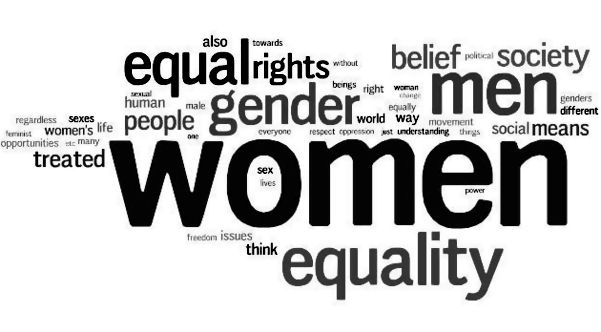 also towards
equal rights without belief political society
sexual beings right woman men
human male gender change genders
people equally different
regardless sexes world way movement
feminist women's life one everyone respect oppression just understanding things social means
opportunities etc many
treated women
sex
lives
power
freedom issues
think equality